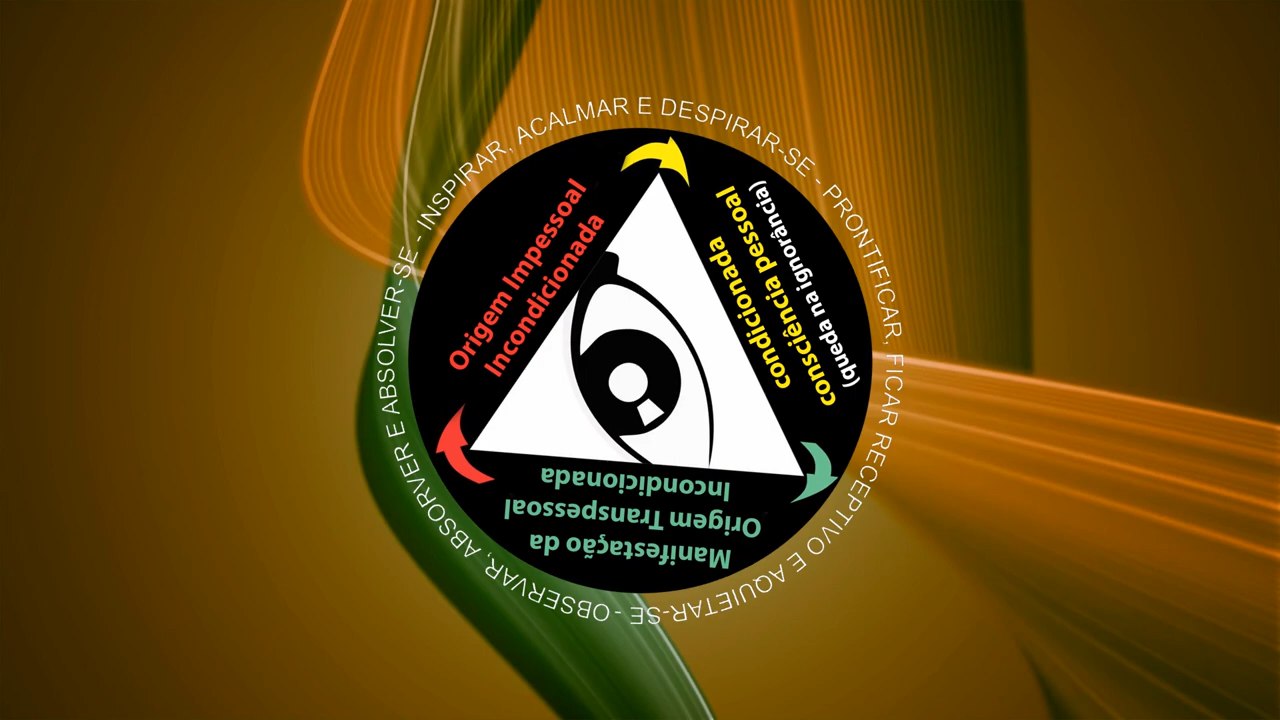 INSPIRAR, ACALMAR E DESPIRAR-SE - PRONTIFICAR, FICAR RECEPTIVO E AQUIETAR-SE - OBSERVAR, ABSORVER E ABSOLVER-SE -
Origem Impessoal
Incondicionada
(queda na ignorância)
consciência pessoal
condicionada
Manifestação da
Origem Transpessoal
Incondicionada